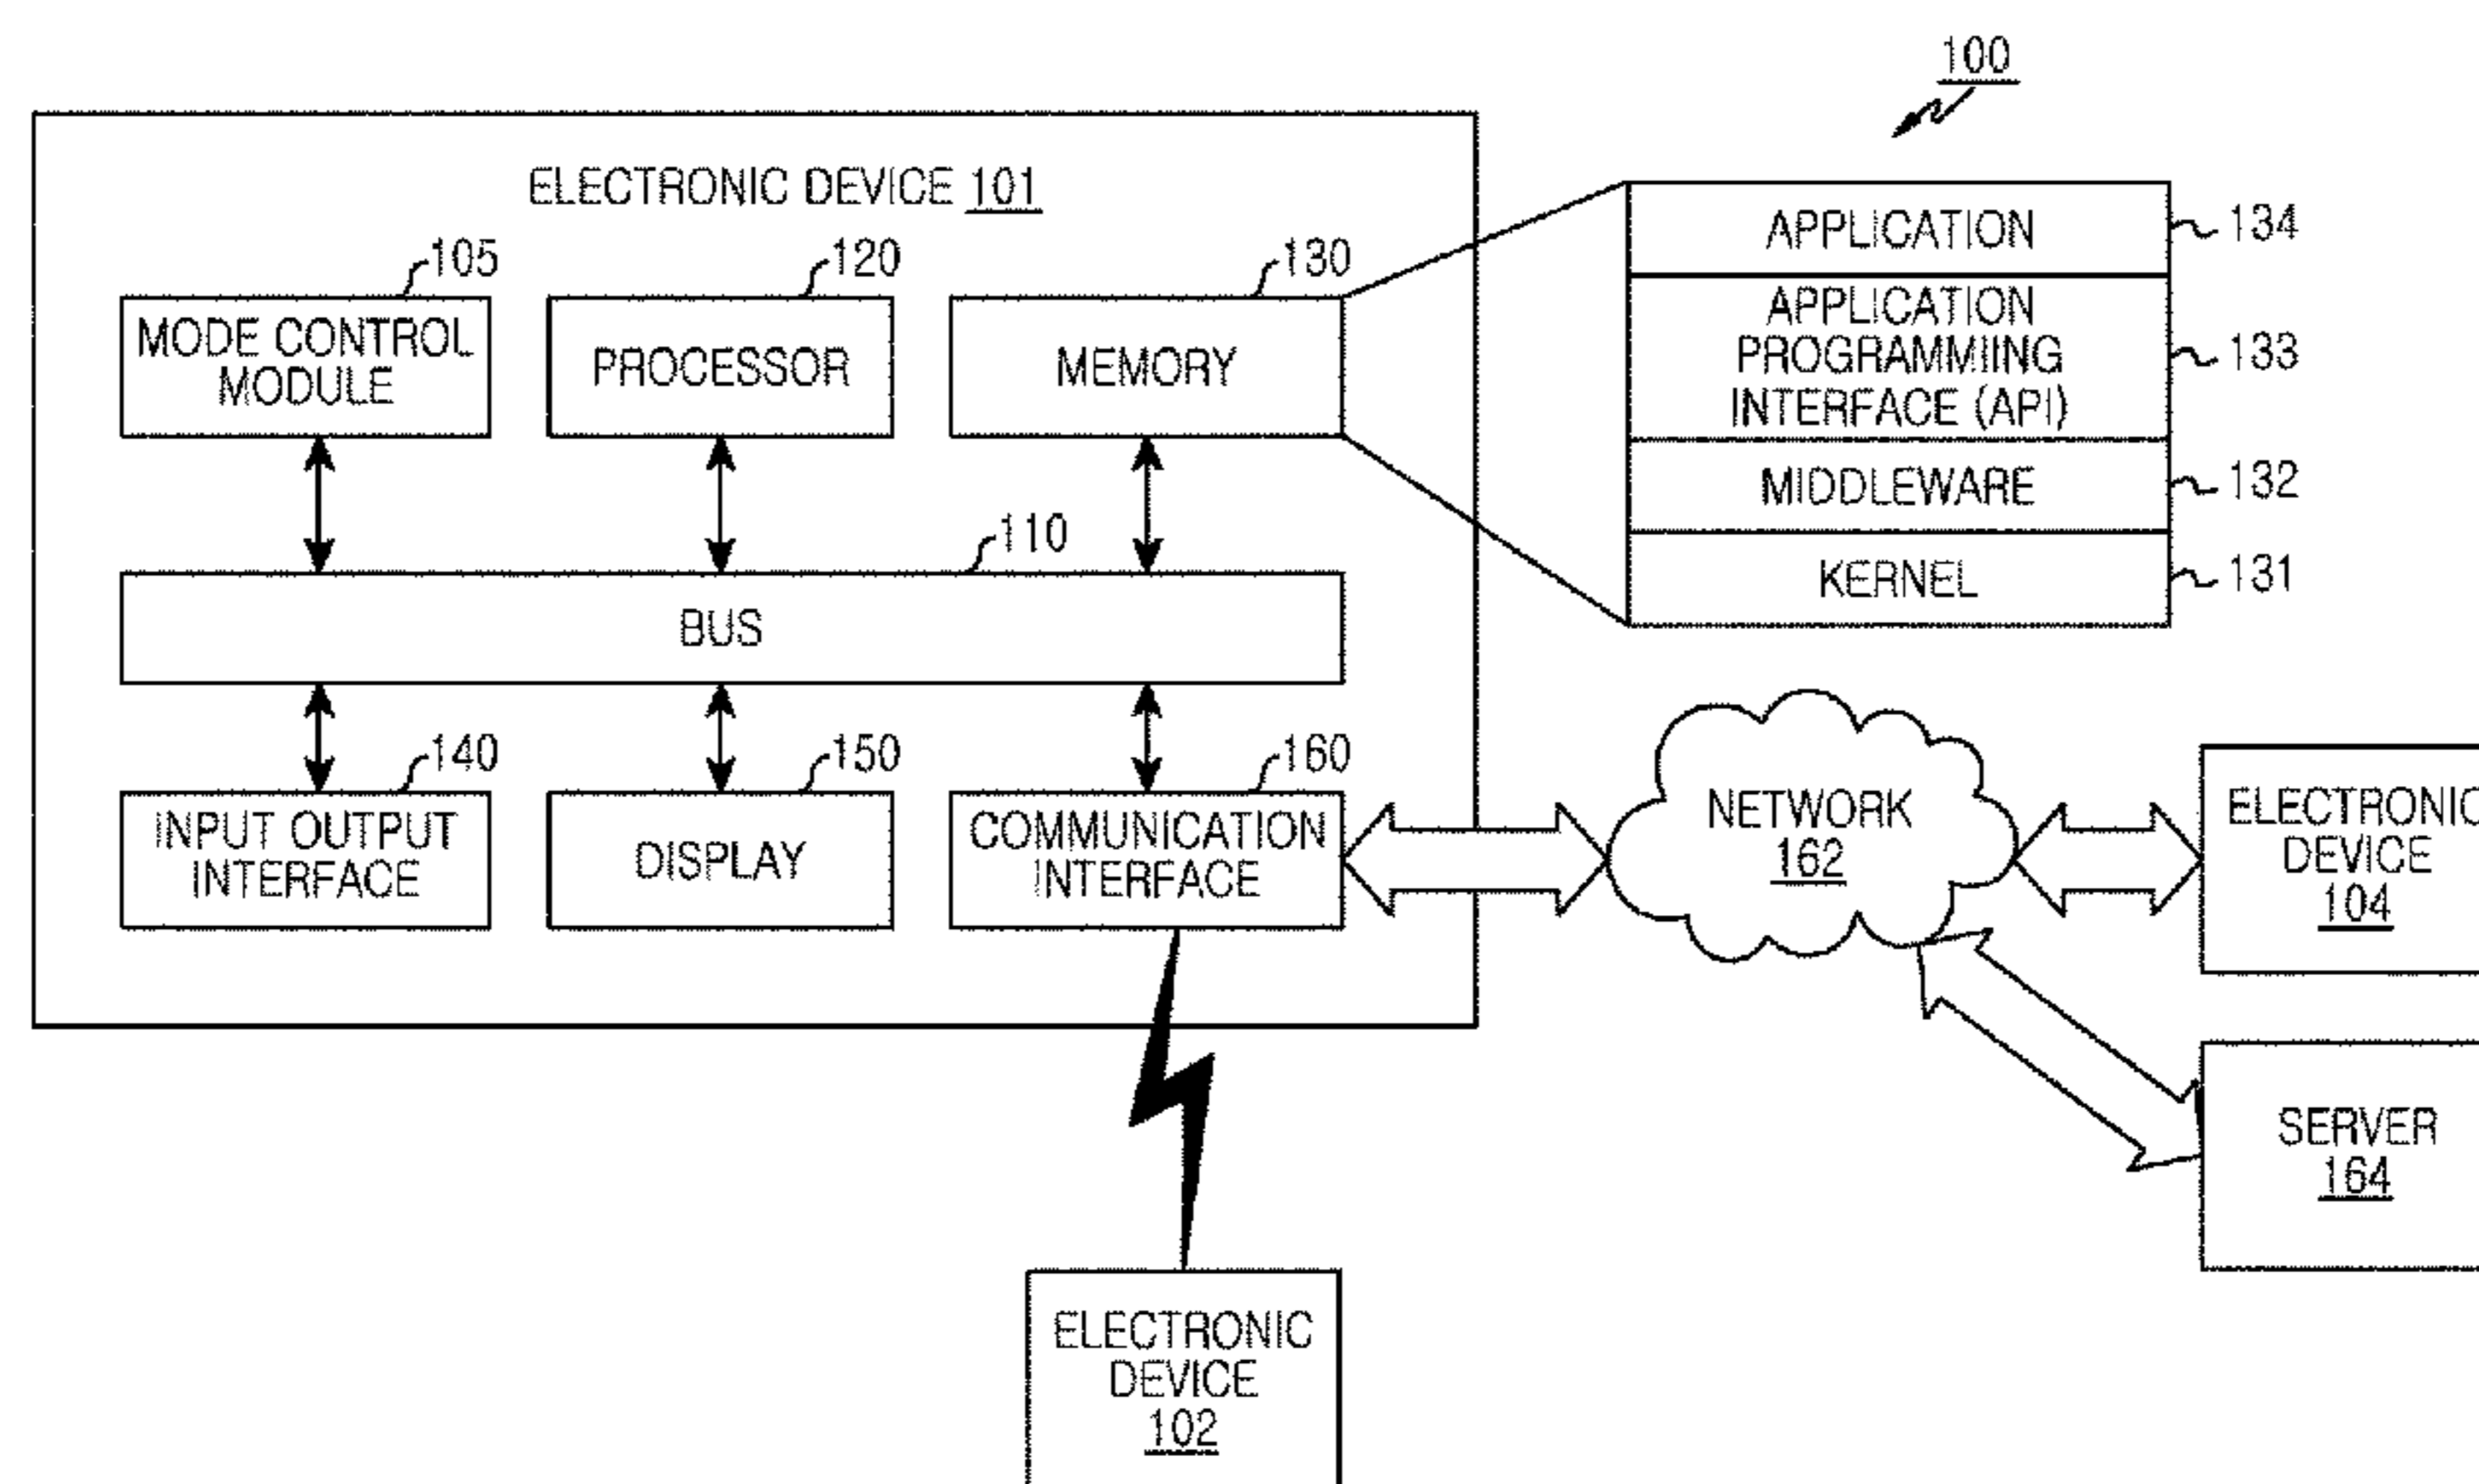 100
ELECTRONIC DEVICE 101
105
120
130
MODE CONTROL
MODULE
PROCESSOR
MEMORY
APPLICATION
134
APPLICATION
PROGRAMMIING
INTERFACE (API)
133
MIDDLEWARE
132
KERNEL
131
110
BUS
140
150
160
INPUT OUTPUT
INTERFACE
DISPLAY
COMMUNICATION
INTERFACE
NETWORK
162
ELECTRONIC
DEVICE
104
SERVER
164
ELECTRONIC
DEVICE
102